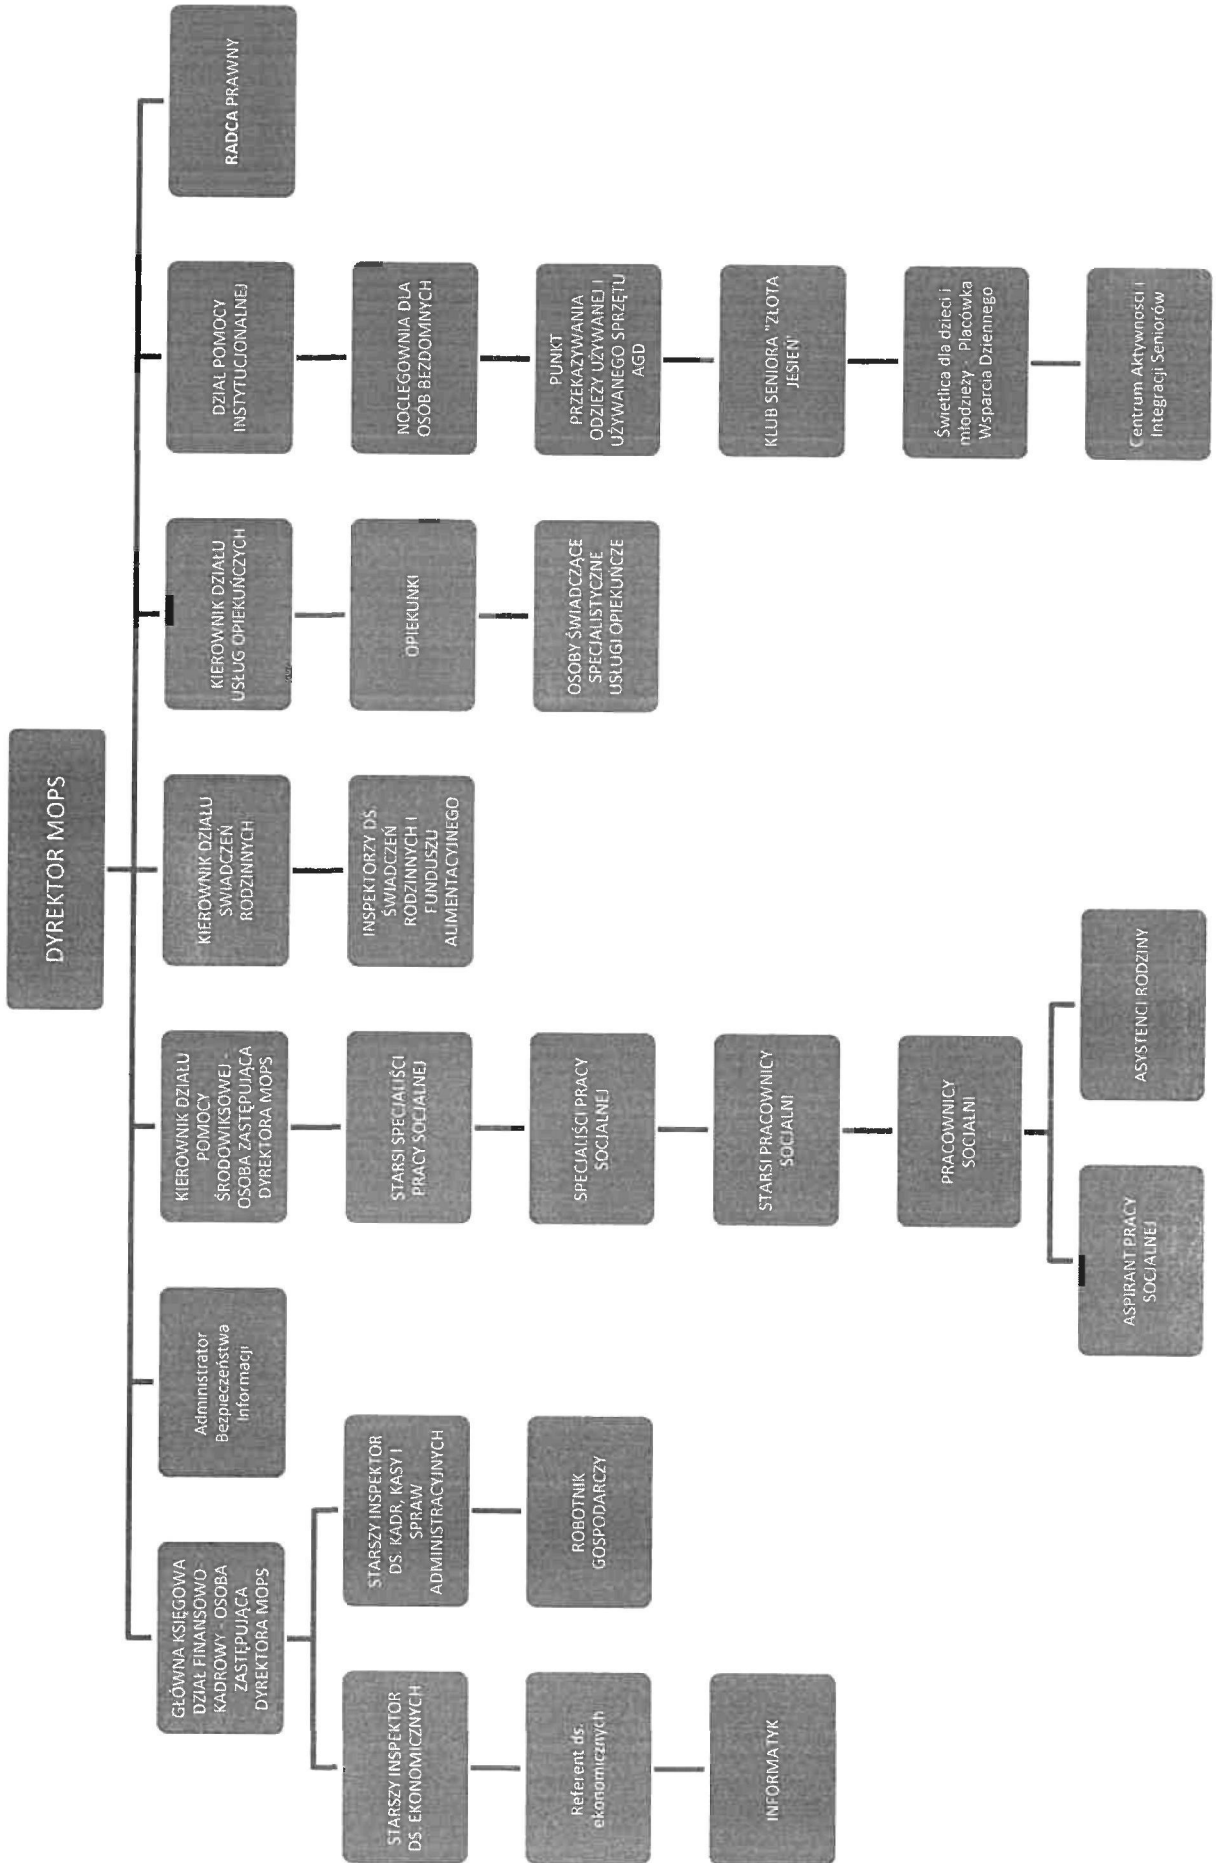 DYREKTOR MOPS
GŁÓWNA KSIĘGOWA
DZIAŁ FINANSOWO-
KADROWY - OSOBA
ZASTĘPUJĄCA
DYREKTORA MOPS
Administrator
Bezpieczeństwa
Informacji
KIEROWNIK DZIAŁU
POMOCY
ŚRODOWIKSOWEJ -
OSOBA ZASTĘPUJĄCA
DYREKTORA MOPS
KIEROWNIK DZIAŁU
ŚWIADCZEŃ
RODZINNYCH
KIEROWNIK DZIAŁU
USŁUG OPIEKUŃCZYCH
DZIAŁ POMOCY
INSTYTUCJONALNEJ
RADCA PRAWNY
STARSZY INSPEKTOR
DS. EKONOMICZNYCH
STARSZY INSPEKTOR
DS. KADR, KASY I
SPRAW
ADMINISTRACYJNYCH
STARSI SPECJALIŚCI
PRACY SOCJALNEJ
INSPEKTORZY DS.
ŚWIADCZEŃ
RODZINNYCH I
FUNDUSZU
ALIMENTACYJNEGO
OPIEKUNKI
NOCLEGOWNIA DLA
OSÓB BEZDOMNYCH
Referent ds.
ekonomicznych
ROBOTNIK
GOSPODARCZY
SPECJALIŚCI PRACY
SOCJALNEJ
OSOBY ŚWIADCZĄCE
SPECJALISTYCZNE
USŁUGI OPIEKUŃCZE
PUNKT
PRZEKAZYWANIA
ODZIEŻY UŻYWANEJ I
UŻYWANEGO SPRZĘTU
AGD
INFORMATYK
STARSI PRACOWNICY
SOCJALNI
KLUB SENIORA "ZŁOTA
JESIEŃ"
PRACOWNICY
SOCJALNI
Świetlica dla dzieci i
młodzieży - Placówka
Wsparcia Dziennego
ASPIRANT PRACY
SOCJALNEJ
ASYSTENCI RODZINY
Centrum Aktywności i
Integracji Seniorów